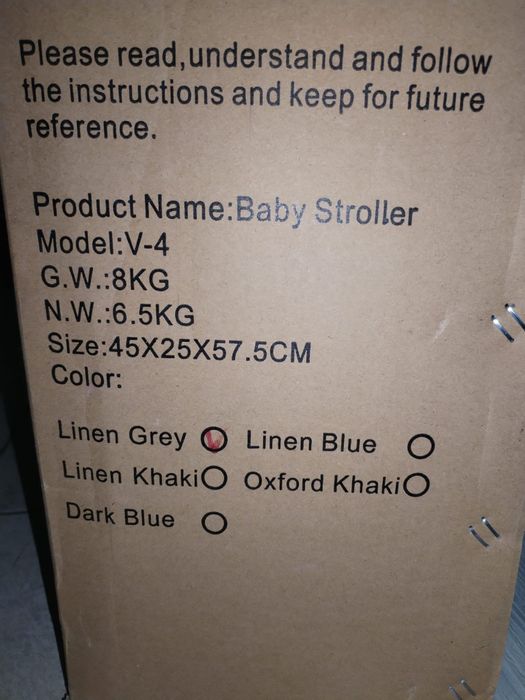 Please read,understand and follow
the instructions and keep for future
reference.
Product Name:Baby Stroller
Model:V-4
G.W.:8KG
N.W.:6.5KG
Size:45X25X57.5CM
Color:
Linen Grey Linen Blue
Linen Khaki Oxford Khaki
Dark Blue